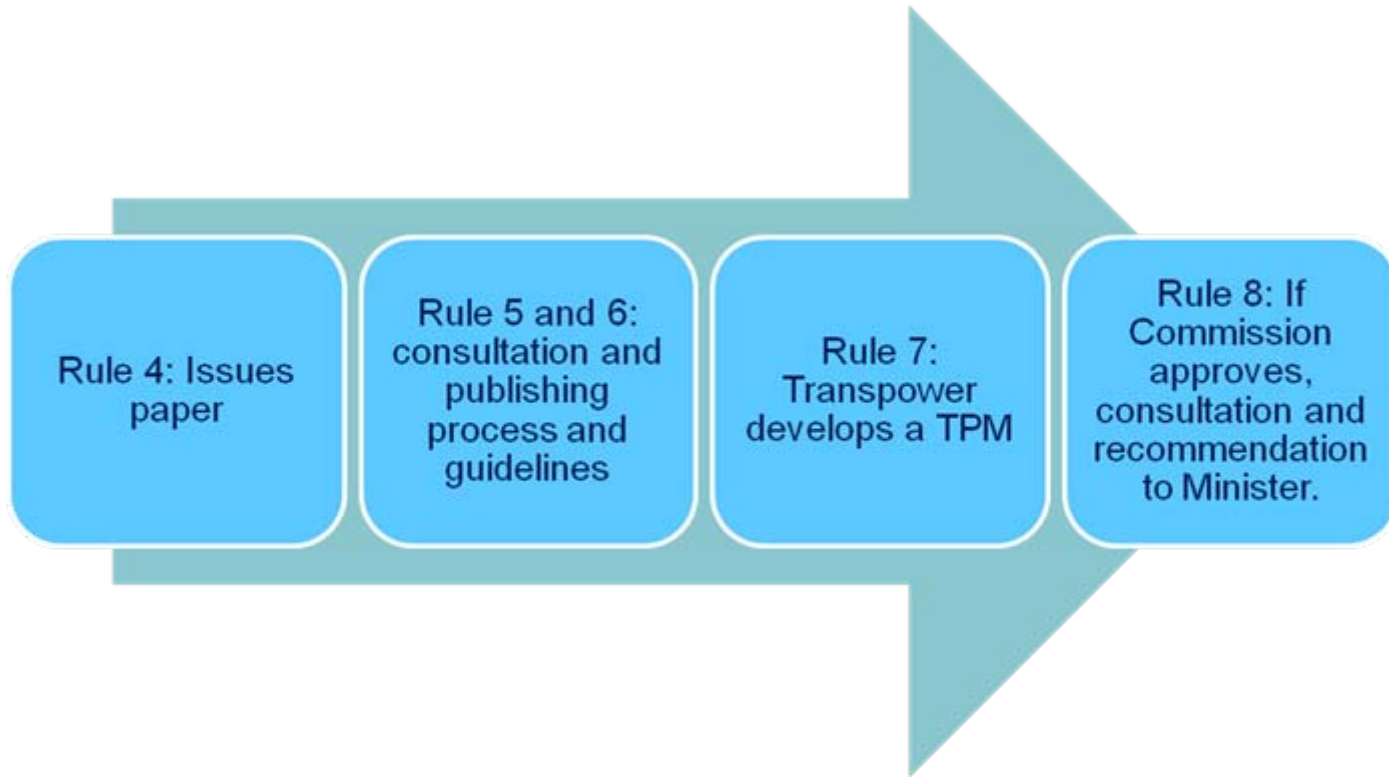 Rule 4: Issues
paper
Rule 5 and 6:
consultation and
publishing
process and
guidelines
Rule 7:
Transpower
develops a TPM
Rule 8: If
Commission
approves,
consultation and
recommendation
to Minister.